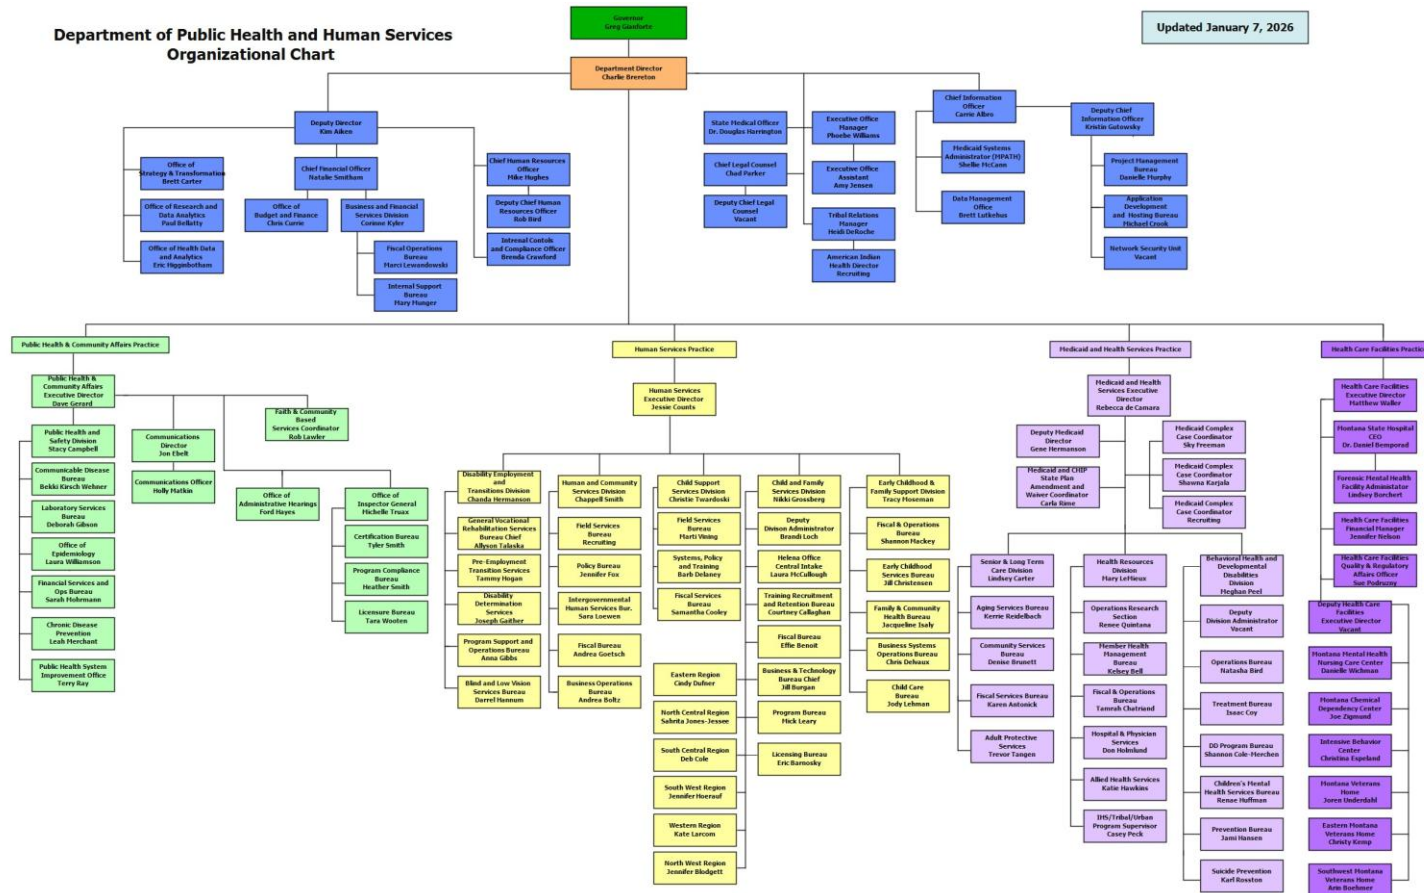 Department of Public Health and Human Services
Organizational Chart
Updated January 7, 2026
Governor
Greg Gianforte
Department Director
Charlie Brereton
Deputy Director
Kim Aiken
Office of
Strategy & Transformation
Brett Carter
Office of Research and
Data Analytics
Paul Bellatty
Office of Health Data
and Analytics
Eric Higginbotham
Chief Financial Officer
Natalie Smitham
Office of
Budget and Finance
Chris Currie
Business and Financial
Services Division
Corinne Kyler
Fiscal Operations
Bureau
Marci Lewandowski
Internal Support
Bureau
Mary Munger
Chief Human Resources
Officer
Mike Hughes
Deputy Chief Human
Resources Officer
Rob Bird
Intrenal Contols
and Compliance Officer
Brenda Crawford
State Medical Officer
Dr. Douglas Harrington
Chief Legal Counsel
Chad Parker
Deputy Chief Legal
Counsel
Vacant
Executive Office
Manager
Phoebe Williams
Executive Office
Assistant
Amy Jensen
Tribal Relations
Manager
Heidi DeRoche
American Indian
Health Director
Recruiting
Chief Information
Officer
Carrie Albro
Medicaid Systems
Administrator (MPATH)
Shellie McCann
Data Management
Office
Brett Lutkehus
Deputy Chief
Information Officer
Kristin Gutowsky
Project Management
Bureau
Danielle Murphy
Application
Development
and Hosting Bureau
Michael Crook
Network Security Unit
Vacant
Public Health & Community Affairs Practice
Public Health &
Community Affairs
Executive Director
Dave Gerard
Public Health and
Safety Division
Stacy Campbell
Communicable Disease
Bureau
Bekki Kirsch Wehner
Laboratory Services
Bureau
Deborah Gibson
Office of
Epidemiology
Laura Williamson
Financial Services and
Ops Bureau
Sarah Mohrmann
Chronic Disease
Prevention
Leah Merchant
Public Health System
Improvement Office
Terry Ray
Communications
Director
Jon Ebelt
Communications Officer
Holly Matkin
Faith & Community
Based
Services Coordinator
Rob Lawler
Office of
Administrative Hearings
Ford Hayes
Office of
Inspector General
Michelle Truax
Certification Bureau
Tyler Smith
Program Compliance
Bureau
Heather Smith
Licensure Bureau
Tara Wooten
Human Services Practice
Human Services
Executive Director
Jessie Counts
Disability Employment
and
Transitions Division
Chanda Hermanson
General Vocational
Rehabilitation Services
Bureau Chief
Allyson Talaska
Pre-Employment
Transition Services
Tammy Hogan
Disability
Determination
Services
Joseph Gaither
Program Support and
Operations Bureau
Anna Gibbs
Blind and Low Vision
Services Bureau
Darrel Hannum
Human and Community
Services Division
Chappell Smith
Field Services
Bureau
Recruiting
Policy Bureau
Jennifer Fox
Intergovernmental
Human Services Bur.
Sara Loewen
Fiscal Bureau
Andrea Goetsch
Business Operations
Bureau
Andrea Boltz
Child Support
Services Division
Christie Twardoski
Field Services
Bureau
Marti Vining
Systems, Policy
and Training
Barb Delaney
Fiscal Services
Bureau
Samantha Cooley
Child and Family
Services Division
Nikki Grossberg
Deputy
Divison Administrator
Brandi Loch
Helena Office
Central Intake
Laura McCullough
Training Recruitment
and Retention Bureau
Courtney Callaghan
Fiscal Bureau
Effie Benoit
Business & Technology
Bureau Chief
Jill Burgan
Program Bureau
Mick Leary
Licensing Bureau
Eric Barnosky
Eastern Region
Cindy Dufner
North Central Region
Sahrita Jones-Jessee
South Central Region
Deb Cole
South West Region
Jennifer Hoerauf
Western Region
Kate Larcom
North West Region
Jennifer Blodgett
Early Childhood &
Family Support Division
Tracy Moseman
Fiscal & Operations
Bureau
Shannon Mackey
Early Childhood
Services Bureau
Jill Christensen
Family & Community
Health Bureau
Jacqueline Isaly
Business Systems
Operations Bureau
Chris Dehaux
Child Care
Bureau
Jody Lehman
Medicaid and Health Services Practice
Medicaid and Health
Services Executive
Director
Rebecca de Camara
Deputy Medicaid
Director
Gene Hermanson
Medicaid and CHIP
State Plan
Amendment and
Waiver Coordinator
Carla Rime
Medicaid Complex
Case Coordinator
Sky Freeman
Medicaid Complex
Case Coordinator
Shawna Karjala
Medicaid Complex
Case Coordinator
Recruiting
Senior & Long Term
Care Division
Lindsey Carter
Aging Services Bureau
Kerrie Reidelbach
Community Services
Bureau
Denise Brunett
Fiscal Services Bureau
Karen Antonick
Adult Protective
Services
Trevor Tangen
Health Resources
Division
Mary LeMieux
Operations Research
Section
Renee Quintana
Member Health
Management
Bureau
Kelsey Bell
Fiscal & Operations
Bureau
Tamrah Chatriand
Hospital & Physician
Services
Don Holmlund
Allied Health Services
Katie Hawkins
IHS/Tribal/Urban
Program Supervisor
Casey Peck
Behavioral Health and
Developmental
Disabilities
Division
Meghan Peel
Deputy
Division Administrator
Vacant
Operations Bureau
Natasha Bird
Treatment Bureau
Isaac Coy
DD Program Bureau
Shannon Cole-Merchen
Children's Mental
Health Services Bureau
Renae Huffman
Prevention Bureau
Jami Hansen
Suicide Prevention
Karl Rosston
Health Care Facilities Practice
Health Care Facilities
Executive Director
Matthew Waller
Montana State Hospital
CEO
Dr. Daniel Bemporad
Forensic Mental Health
Facility Administator
Lindsey Borchert
Health Care Facilities
Financial Manager
Jennifer Nelson
Health Care Facilities
Quality & Regulatory
Affairs Officer
Sue Podruzny
Deputy Health Care
Facilities
Executive Director
Vacant
Montana Mental Health
Nursing Care Center
Danielle Wichman
Montana Chemical
Dependency Center
Joe Zigmund
Intensive Behavior
Center
Christina Espeland
Montana Veterans
Home
Joren Underdahl
Eastern Montana
Veterans Home
Christy Kemp
Southwest Montana
Veterans Home
Arin Boehmer